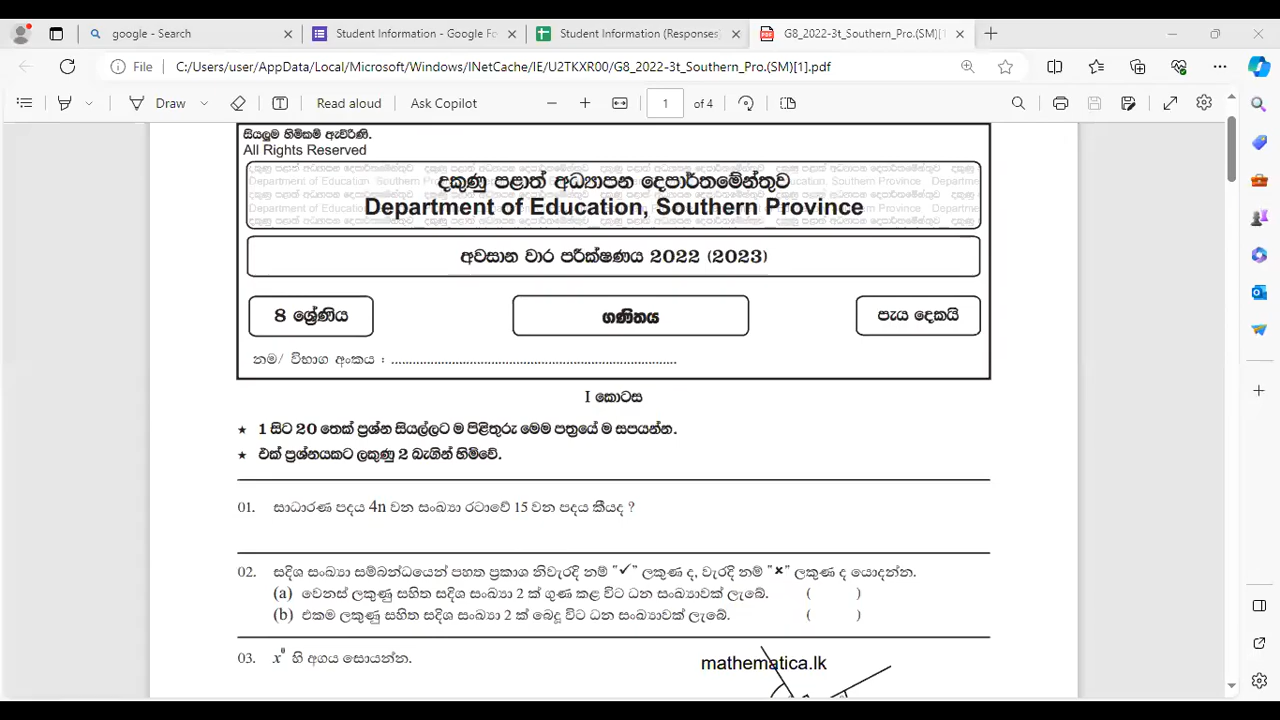 google - Search
Student Information - Google Fo
Student Information (Responses)
G8_2022-3t_Southern_Pro.(SM)[1]
File
C:/Users/user/AppData/Local/Microsoft/Windows/INetCache/IE/U2TKXR00/G8_2022-3t_Southern_Pro.(SM)[1].pdf
Draw
Read aloud
Ask Copilot
1
of 4
සියලුම හිමිකම් ඇව්රිණි.
All Rights Reserved
දකුණු පළාත් අධ්‍යාපන දෙපාර්තමේන්තුව
Department of Education, Southern Province
අවසාන වාර පරීක්ෂණය 2022 (2023)
8 ශ්‍රේණිය
ගණිතය
පැය දෙකයි
නම/ විභාග අංකය : ................................................................................
I කොටස
★ 1 සිට 20 තෙක් ප්‍රශ්න සියල්ලට ම පිළිතුරු මෙම පත්‍රයේ ම සපයන්න.
★ එක් ප්‍රශ්නයකට ලකුණු 2 බැගින් හිමිවේ.
01. සාධාරණ පදය 4n වන සංඛ්‍යා රටාවේ 15 වන පදය කීයද ?
02. සදිශ සංඛ්‍යා සම්බන්ධයෙන් පහත ප්‍රකාශ නිවැරදි නම් "✓" ලකුණ ද, වැරදි නම් "×" ලකුණ ද යොදන්න.
(a) වෙනස් ලකුණු සහිත සදිශ සංඛ්‍යා 2 ක් ගුණ කළ විට ධන සංඛ්‍යාවක් ලැබේ. ( )
(b) එකම ලකුණු සහිත සදිශ සංඛ්‍යා 2 ක් බෙදූ විට ධන සංඛ්‍යාවක් ලැබේ. ( )
03. x⁰ හි අගය සොයන්න.
mathematica.lk